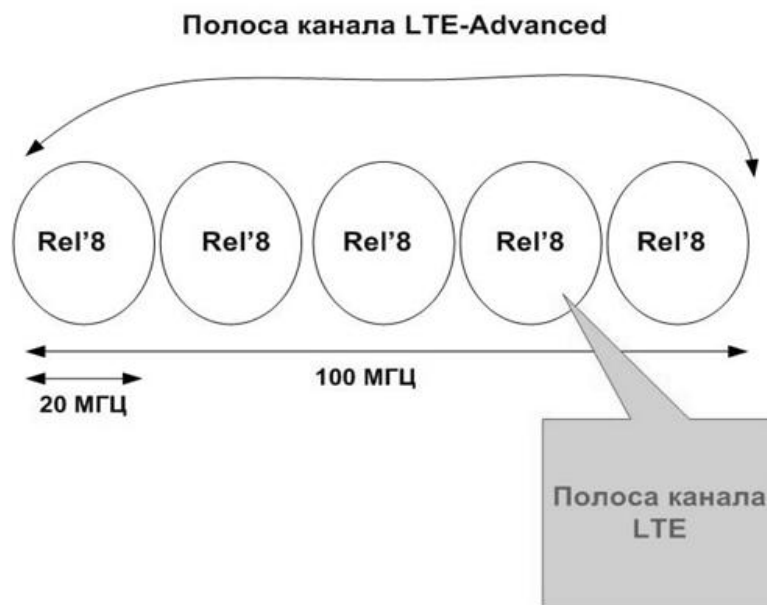 Полоса канала LTE-Advanced
Rel’8 Rel’8 Rel’8 Rel’8 Rel’8
100 МГЦ
20 МГЦ
Полоса канала
LTE